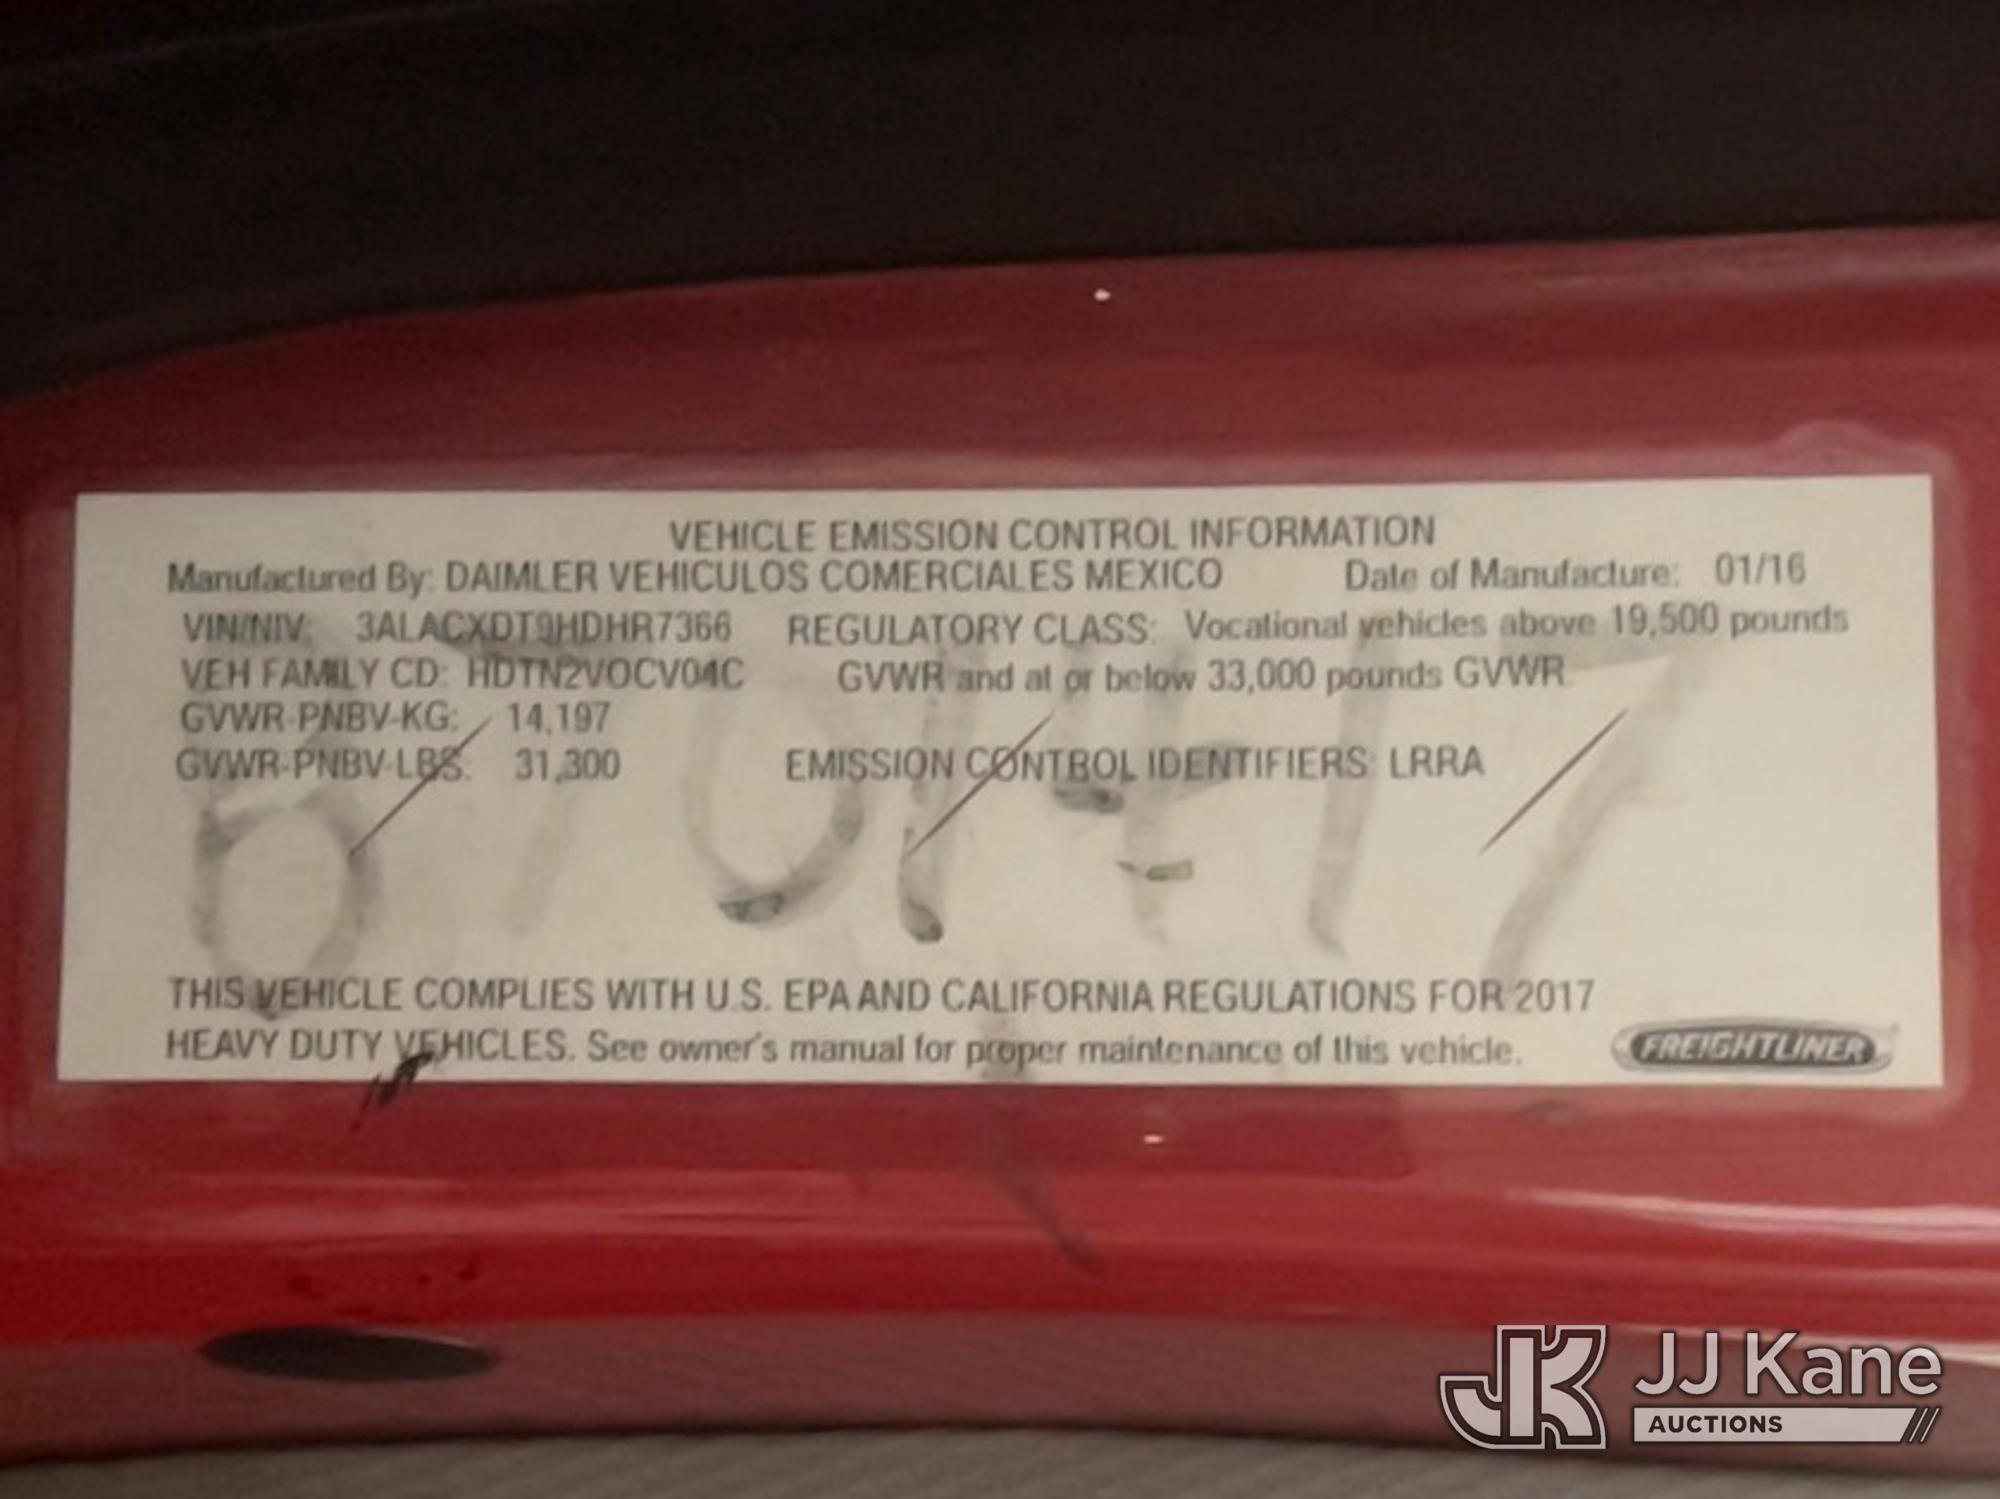 VEHICLE EMISSION CONTROL INFORMATION
Manufactured By: DAIMLER VEHICULOS COMERCIALES MEXICO Date of Manufacture: 01/16
VIN/NIV: 3ALACXDT9HDHR7366 REGULATORY CLASS: Vocational vehicles above 19,500 pounds
VEH FAMILY CD: HDTN2VOCV04C GVWR and at or below 33,000 pounds GVWR
GVWR-PNBV-KG: 14,197
GVWR-PNBV-LBS: 31,300 EMISSION CONTROL IDENTIFIERS: LRRA
THIS VEHICLE COMPLIES WITH U.S. EPA AND CALIFORNIA REGULATIONS FOR 2017
HEAVY DUTY VEHICLES. See owner's manual for proper maintenance of this vehicle.
FREIGHTLINER
JK JJ Kane
AUCTIONS